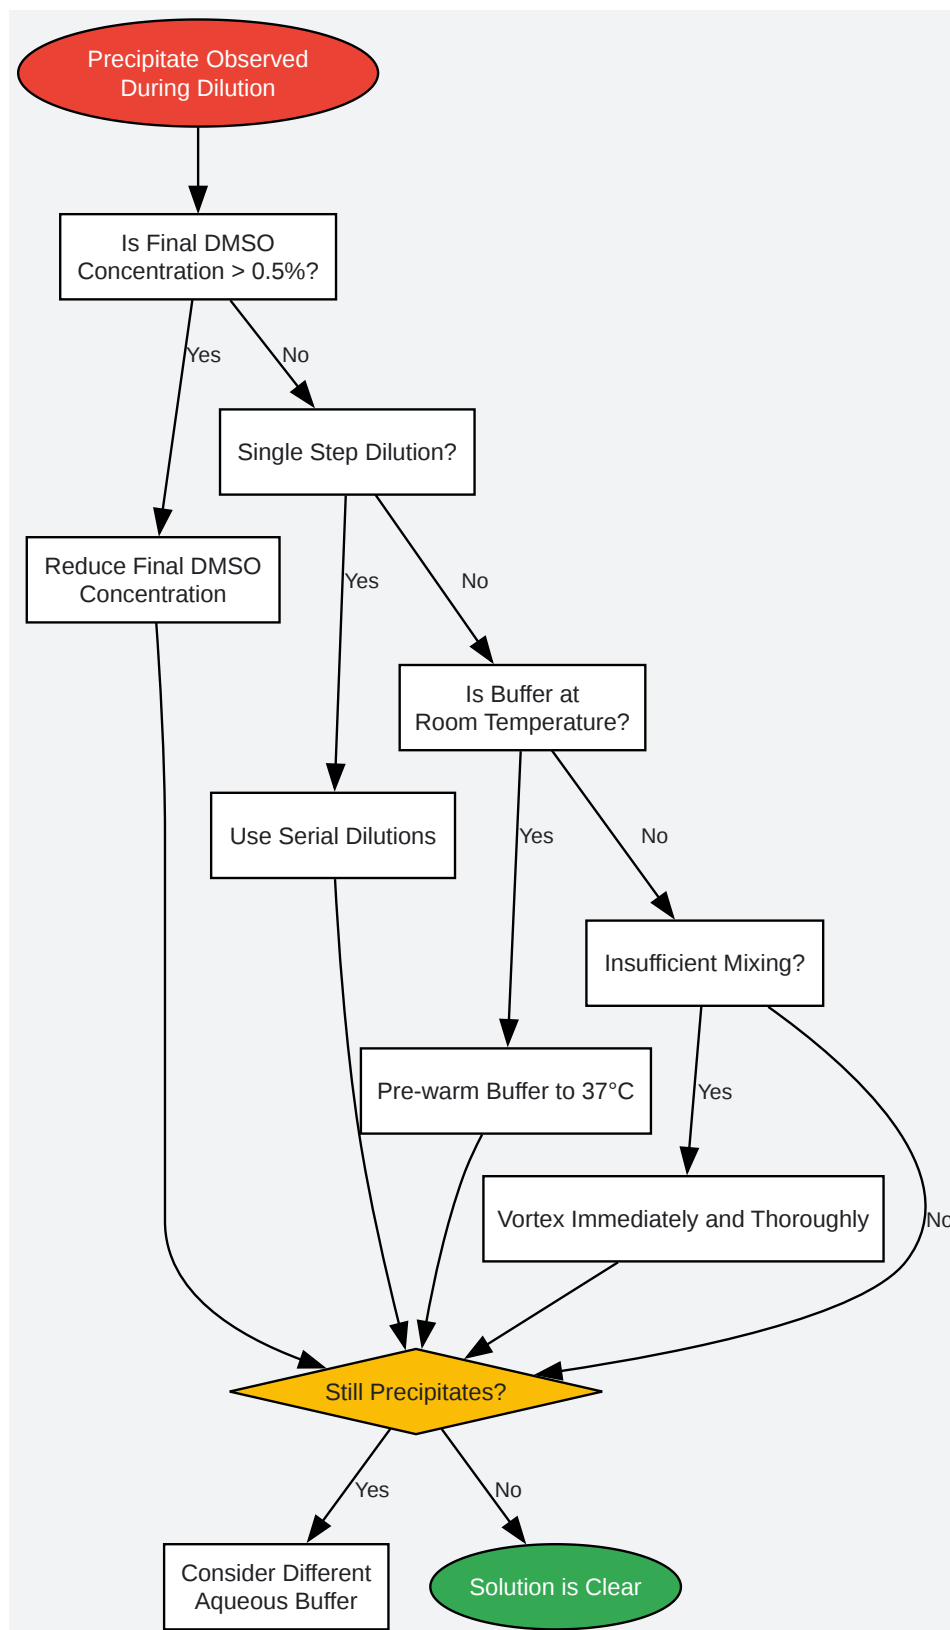 Precipitate Observed
During Dilution
Is Final DMSO
Concentration > 0.5%?
Yes
No
Single Step Dilution?
Reduce Final DMSO
Concentration
Yes
No
Is Buffer at
Room Temperature?
Use Serial Dilutions
Yes
No
Insufficient Mixing?
Pre-warm Buffer to 37°C
Yes
Vortex Immediately and Thoroughly
No
Still Precipitates?
Yes
No
Consider Different
Aqueous Buffer
Solution is Clear